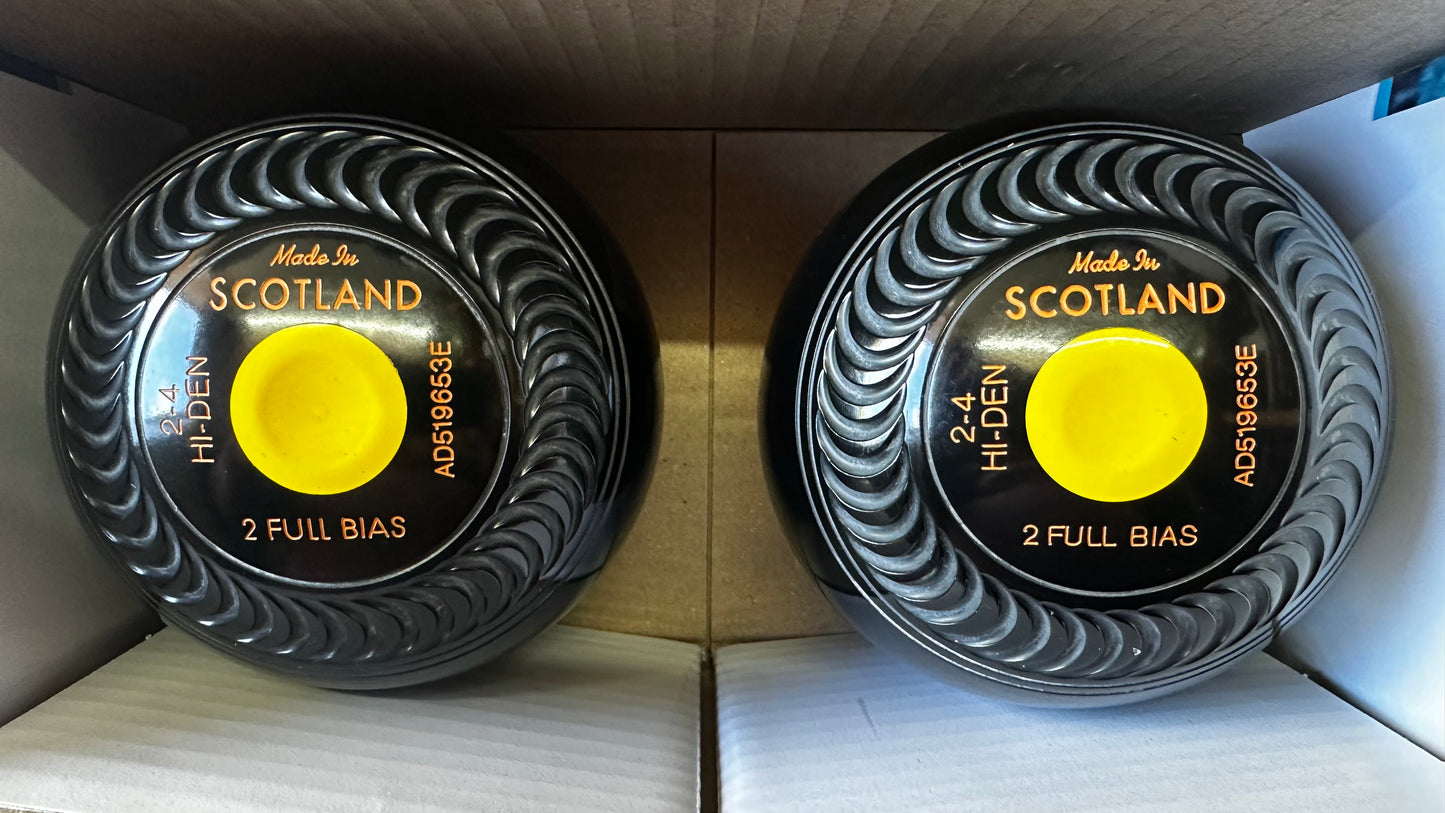 Made In
SCOTLAND
2-4
HI-DEN
AD519653E
2 FULL BIAS
Made In
SCOTLAND
2-4
HI-DEN
AD519653E
2 FULL BIAS